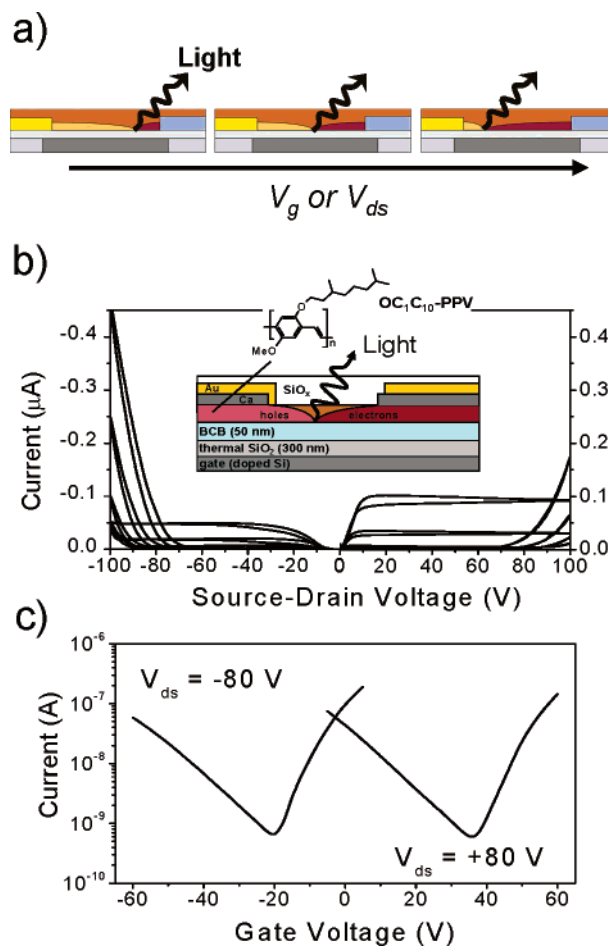 a)
Light
V_g or V_ds
b)
OC₁C₁₀-PPV
O
MeO
n
Light
Au
SiOₓ
Ca
holes
electrons
BCB (50 nm)
thermal SiO₂ (300 nm)
gate (doped Si)
Current (μA)
-0.4
-0.3
-0.2
-0.1
0.0
0.4
0.3
0.2
0.1
0.0
-100 -80 -60 -40 -20 0 20 40 60 80 100
Source-Drain Voltage (V)
c)
Current (A)
10⁻⁶
10⁻⁷
10⁻⁸
10⁻⁹
10⁻¹⁰
V_ds = -80 V
V_ds = +80 V
-60 -40 -20 0 20 40 60
Gate Voltage (V)